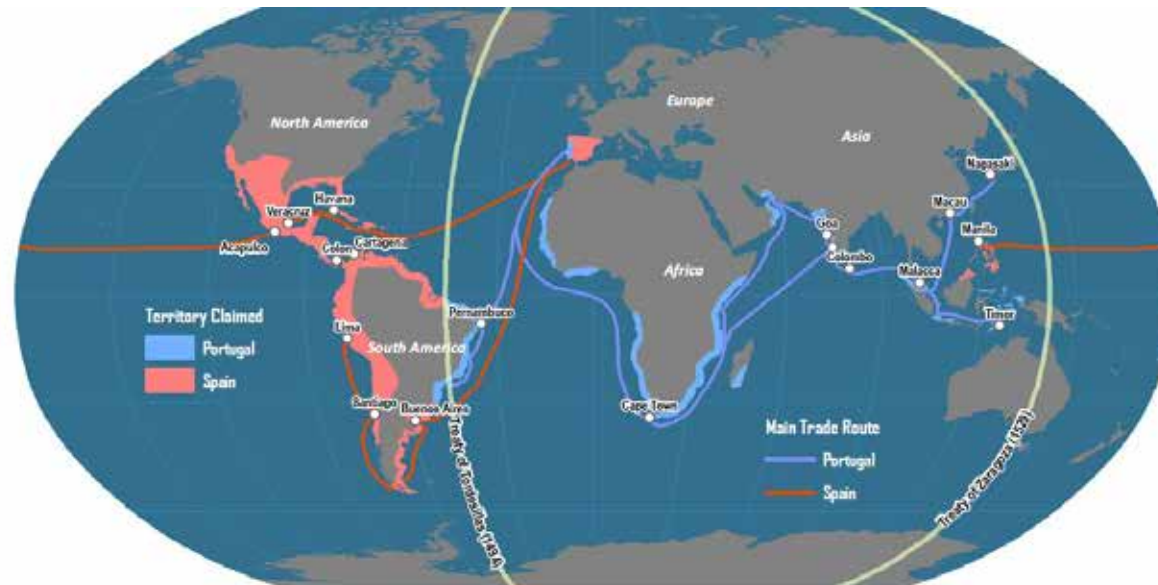 North America
Europe
Asia
Nagasaki
Macau
Manila
Havana
Veracruz
Acapulco
Cartagena
Colon
Goa
Colombo
Malacca
Africa
Timor
Pernambuco
Lima
South America
Santiago
Buenos Aires
Cape Town
Territory Claimed
Portugal
Spain
Main Trade Route
Portugal
Spain
Treaty of Tordesillas (1494)
Treaty of Zaragoza (1529)